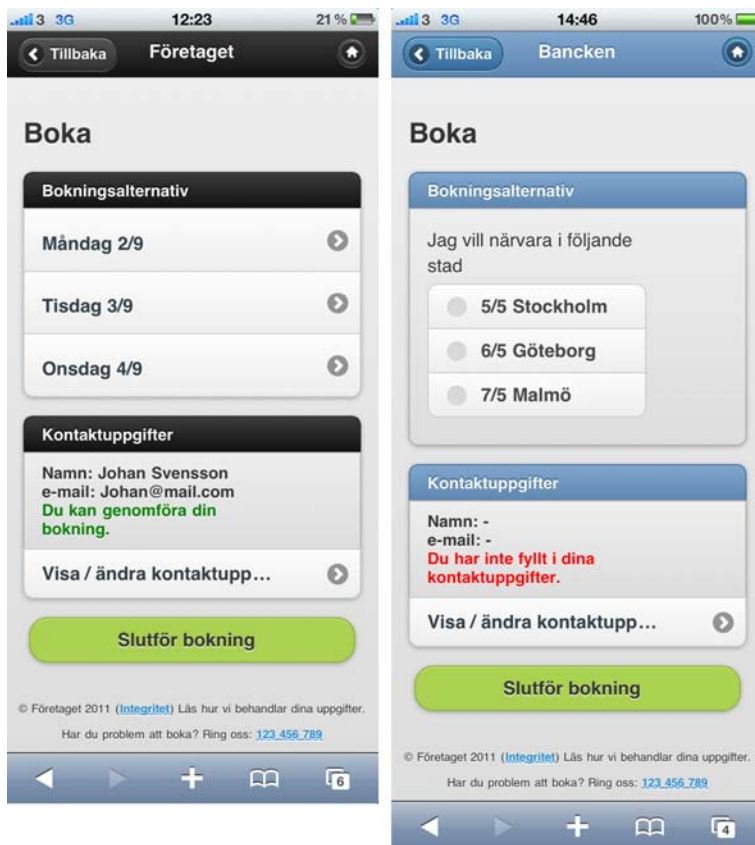 3 3G 12:23 21 %
Tillbaka Företaget
Boka
Bokningsalternativ
Måndag 2/9
Tisdag 3/9
Onsdag 4/9
Kontaktuppgifter
Namn: Johan Svensson
e-mail: Johan@mail.com
Du kan genomföra din
bokning.
Visa / ändra kontaktupp...
Slutför bokning
© Företaget 2011 (Integritet) Läs hur vi behandlar dina uppgifter.
Har du problem att boka? Ring oss: 123 456 789
6
3 3G 14:46 100%
Tillbaka Bancken
Boka
Bokningsalternativ
Jag vill närvara i följande
stad
5/5 Stockholm
6/5 Göteborg
7/5 Malmö
Kontaktuppgifter
Namn: -
e-mail: -
Du har inte fyllt i dina
kontaktuppgifter.
Visa / ändra kontaktupp...
Slutför bokning
© Företaget 2011 (Integritet) Läs hur vi behandlar dina uppgifter.
Har du problem att boka? Ring oss: 123 456 789
4